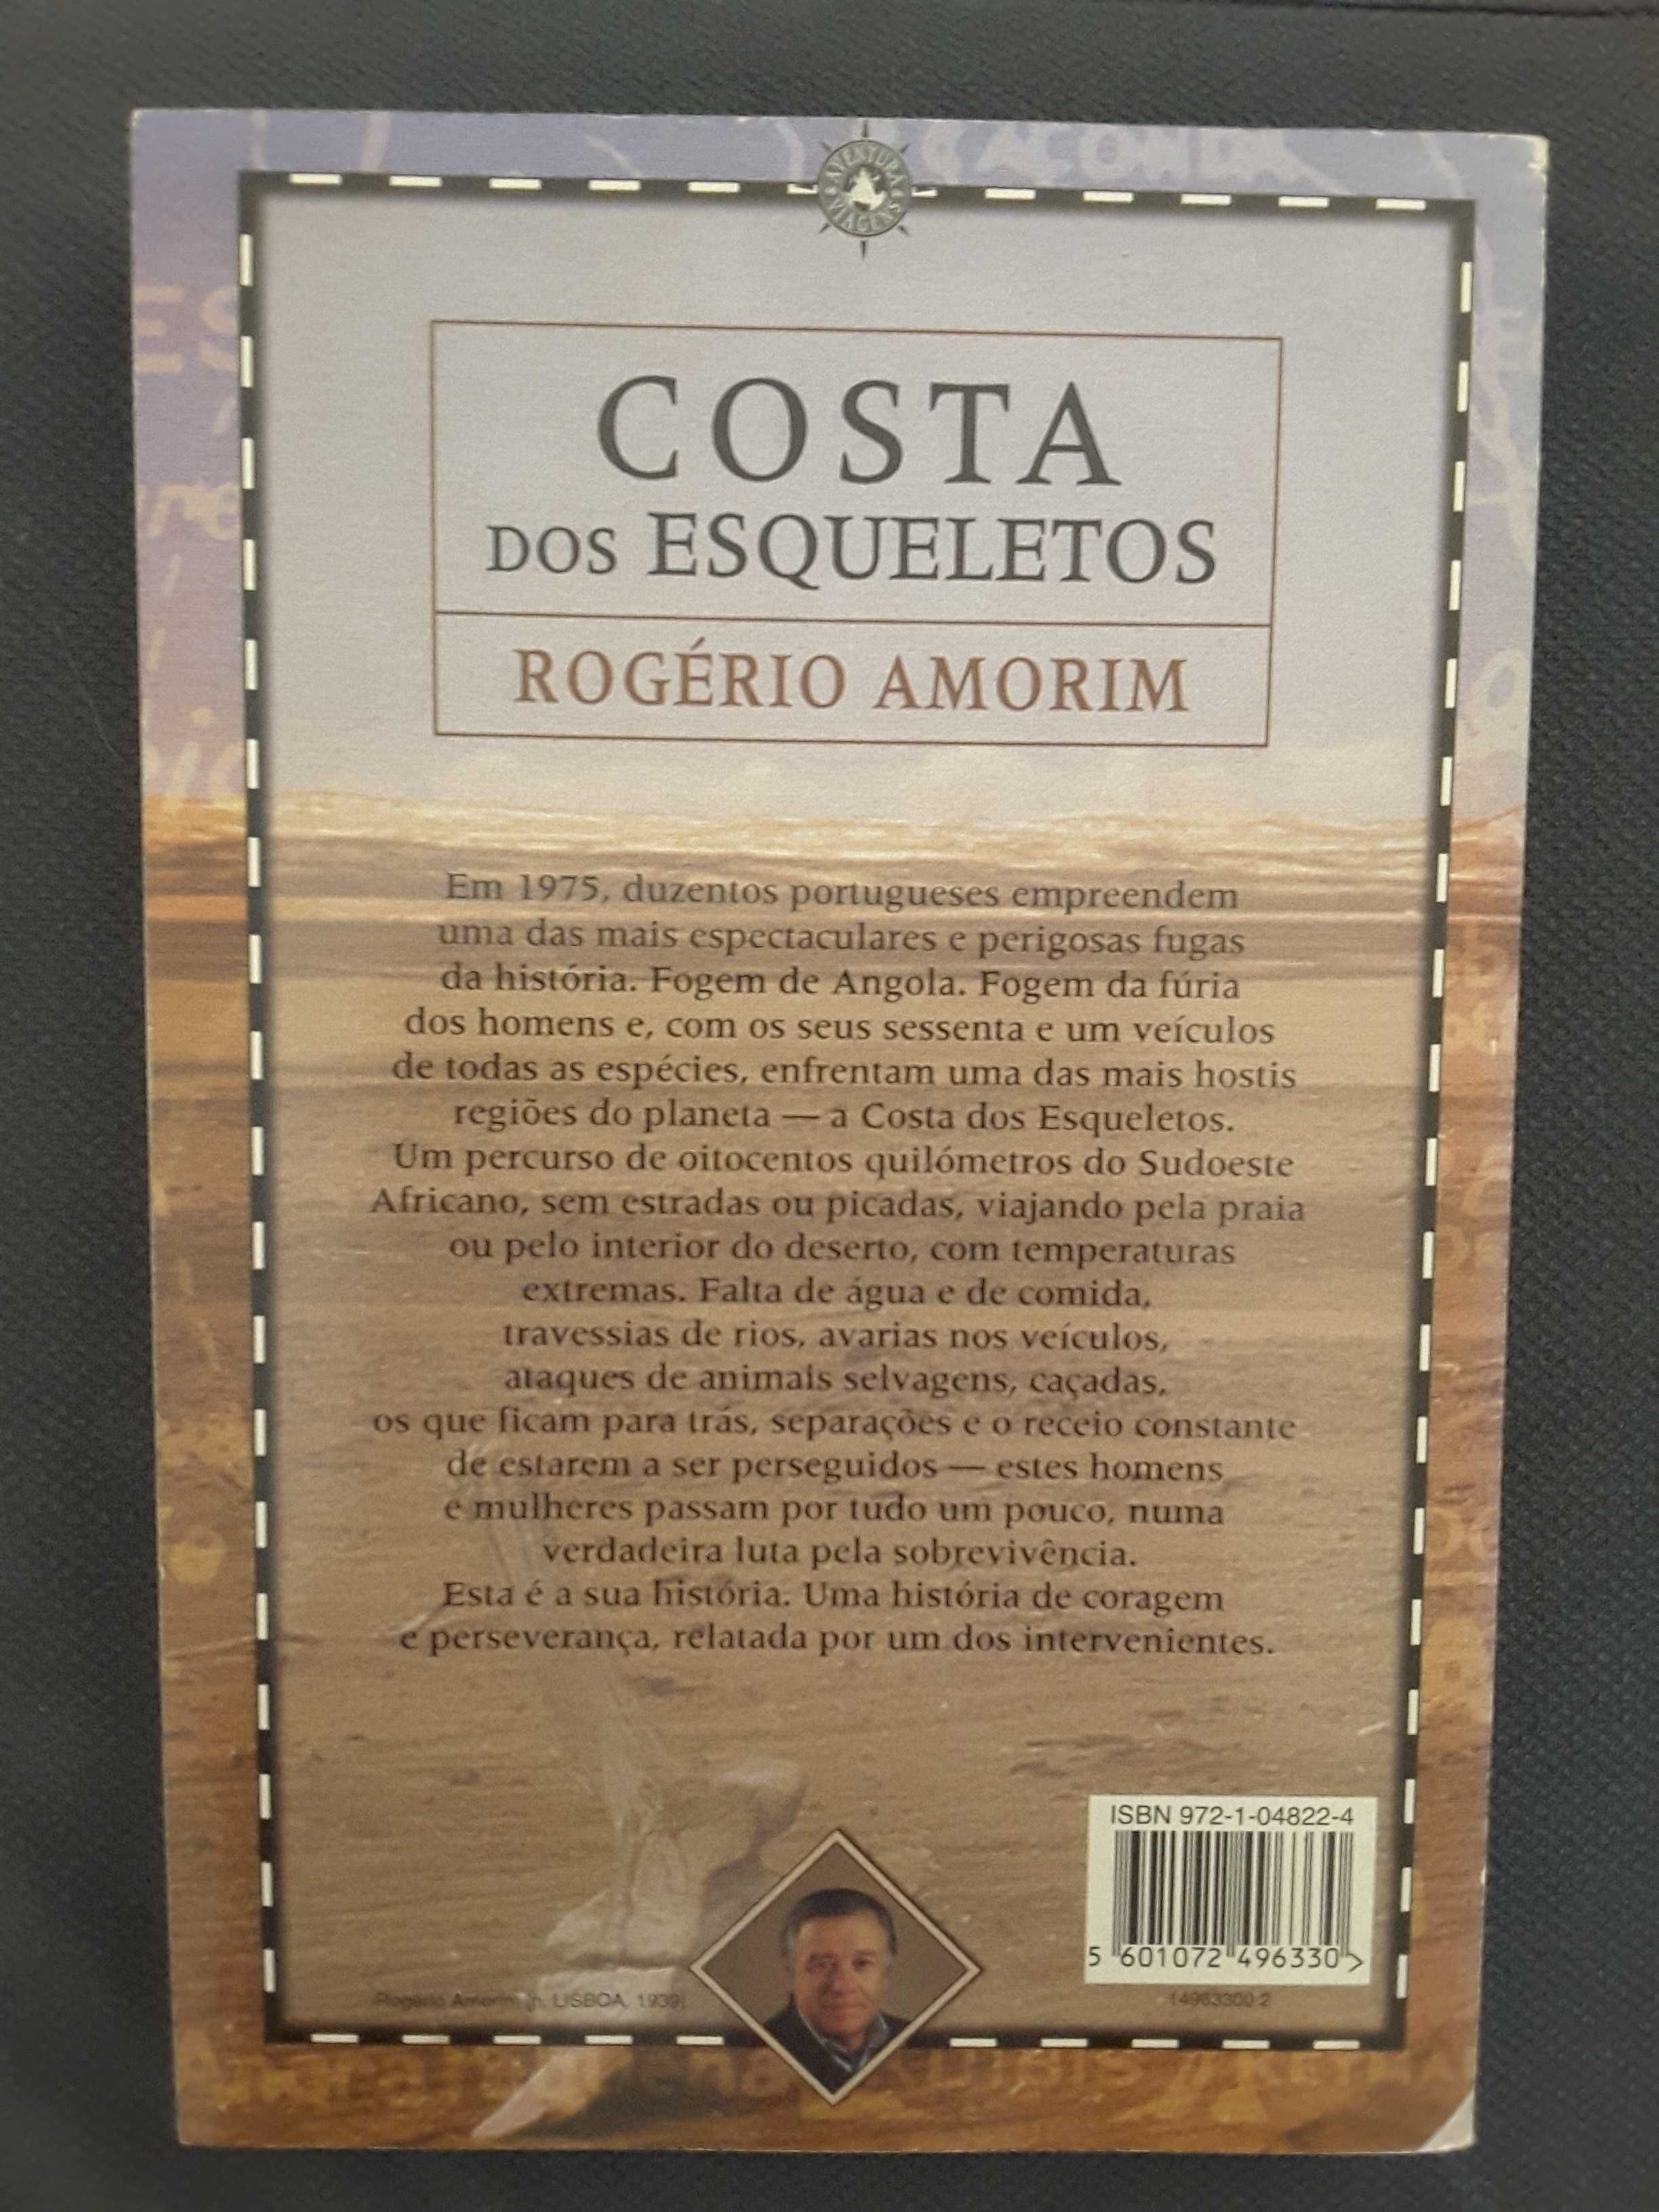 CACONDA
AVENTURA
VIAGENS
ES
COSTA
DOS ESQUELETOS
ROGÉRIO AMORIM
Em 1975, duzentos portugueses empreendem
uma das mais espectaculares e perigosas fugas
da história. Fogem de Angola. Fogem da fúria
dos homens e, com os seus sessenta e um veículos
de todas as espécies, enfrentam uma das mais hostis
regiões do planeta — a Costa dos Esqueletos.
Um percurso de oitocentos quilómetros do Sudoeste
Africano, sem estradas ou picadas, viajando pela praia
ou pelo interior do deserto, com temperaturas
extremas. Falta de água e de comida,
travessias de rios, avarias nos veículos,
ataques de animais selvagens, caçadas,
os que ficam para trás, separações e o receio constante
de estarem a ser perseguidos — estes homens
e mulheres passam por tudo um pouco, numa
verdadeira luta pela sobrevivência.
Esta é a sua história. Uma história de coragem
e perseverança, relatada por um dos intervenientes.
ISBN 972-1-04822-4
5 601072 496330 >
Rogério Amorim (n. LISBOA, 1939)
14963300 2